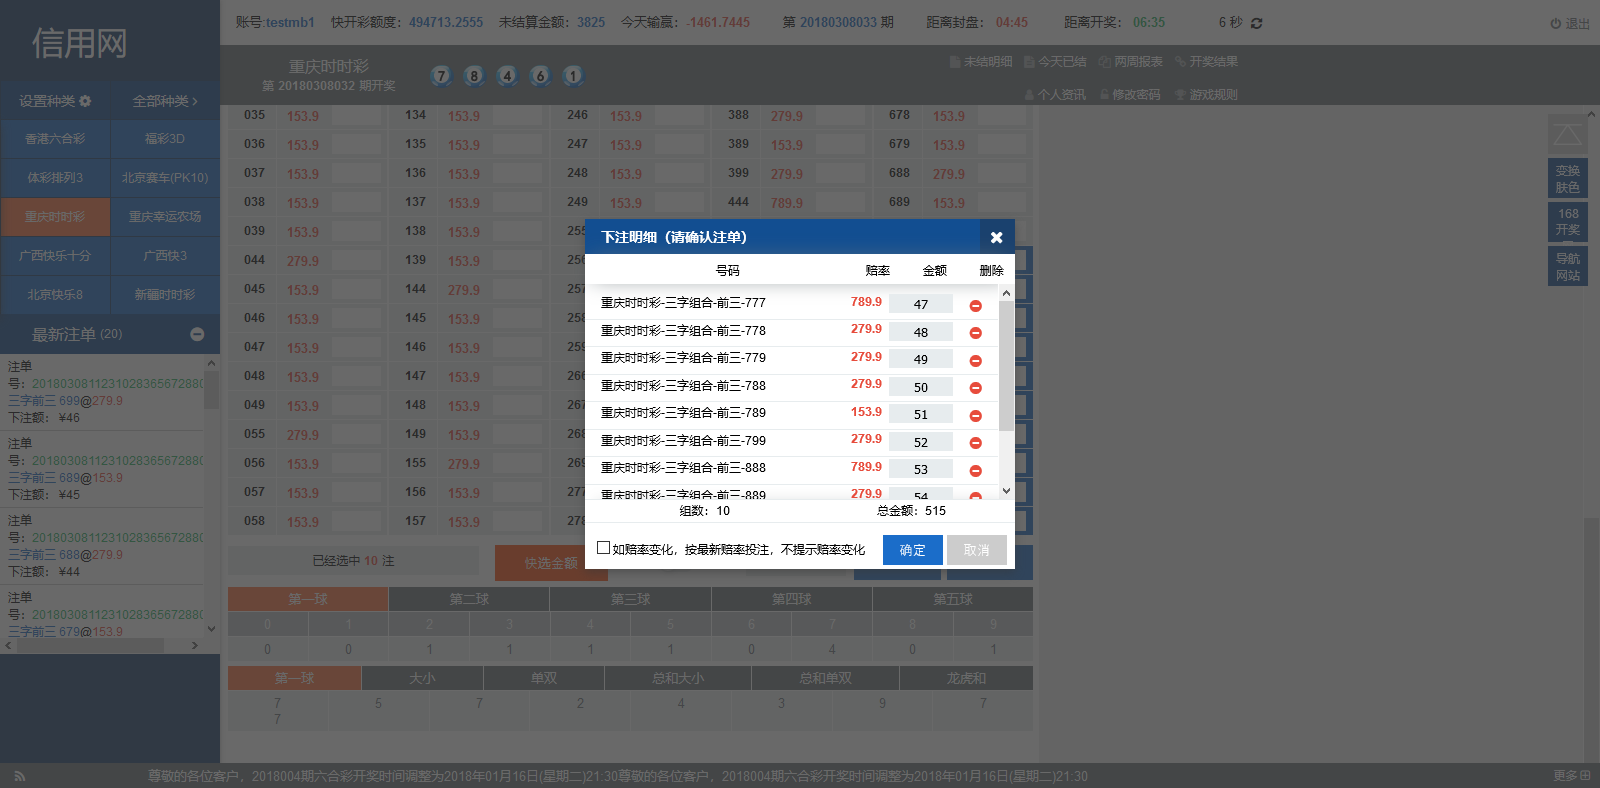 信用网
账号:testmb1 快开彩额度：494713.2555 未结算金额：3825 今天输赢：-1461.7445 第 20180308033 期 距离封盘： 04:45 距离开奖： 06:35 6 秒 退出
重庆时时彩
第 20180308032 期开奖
7 8 4 6 1
未结明细 今天已结 两周报表 开奖结果
个人资讯 修改密码 游戏规则
设置种类 全部种类
香港六合彩 福彩3D
体彩排列3 北京赛车(PK10)
重庆时时彩 重庆幸运农场
广西快乐十分 广西快3
北京快乐8 新疆时时彩
最新注单 (20)
注单
号：2018030811231028365672880
三字前三 699@279.9
下注额： ¥46
注单
号：2018030811231028365672880
三字前三 689@153.9
下注额： ¥45
注单
号：2018030811231028365672880
三字前三 688@279.9
下注额： ¥44
注单
号：2018030811231028365672880
三字前三 679@153.9
035 153.9 134 153.9 246 153.9 388 279.9 678 153.9
036 153.9 135 153.9 247 153.9 389 153.9 679 153.9
037 153.9 136 153.9 248 153.9 399 279.9 688 279.9
038 153.9 137 153.9 249 153.9 444 789.9 689 153.9
039 153.9 138 153.9 255
044 279.9 139 153.9 256
045 153.9 144 279.9 257
046 153.9 145 153.9 258
047 153.9 146 153.9 259
048 153.9 147 153.9 266
049 153.9 148 153.9 267
055 279.9 149 153.9 268
056 153.9 155 279.9 269
057 153.9 156 153.9 277
058 153.9 157 153.9 278
下注明细（请确认注单）
号码 赔率 金额 删除
重庆时时彩-三字组合-前三-777 789.9 47
重庆时时彩-三字组合-前三-778 279.9 48
重庆时时彩-三字组合-前三-779 279.9 49
重庆时时彩-三字组合-前三-788 279.9 50
重庆时时彩-三字组合-前三-789 153.9 51
重庆时时彩-三字组合-前三-799 279.9 52
重庆时时彩-三字组合-前三-888 789.9 53
重庆时时彩-三字组合-前三-889 279.9 54
组数：10 总金额：515
如赔率变化，按最新赔率投注，不提示赔率变化 确定 取消
已经选中 10 注 快选金额
第一球 第二球 第三球 第四球 第五球
0 1 2 3 4 5 6 7 8 9
0 0 1 1 1 1 0 4 0 1
第一球 大小 单双 总和大小 总和单双 龙虎和
7 5 7 2 4 3 9 7
7
变换
肤色
168
开奖
导航
网站
尊敬的各位客户，2018004期六合彩开奖时间调整为2018年01月16日(星期二)21:30尊敬的各位客户，2018004期六合彩开奖时间调整为2018年01月16日(星期二)21:30 更多